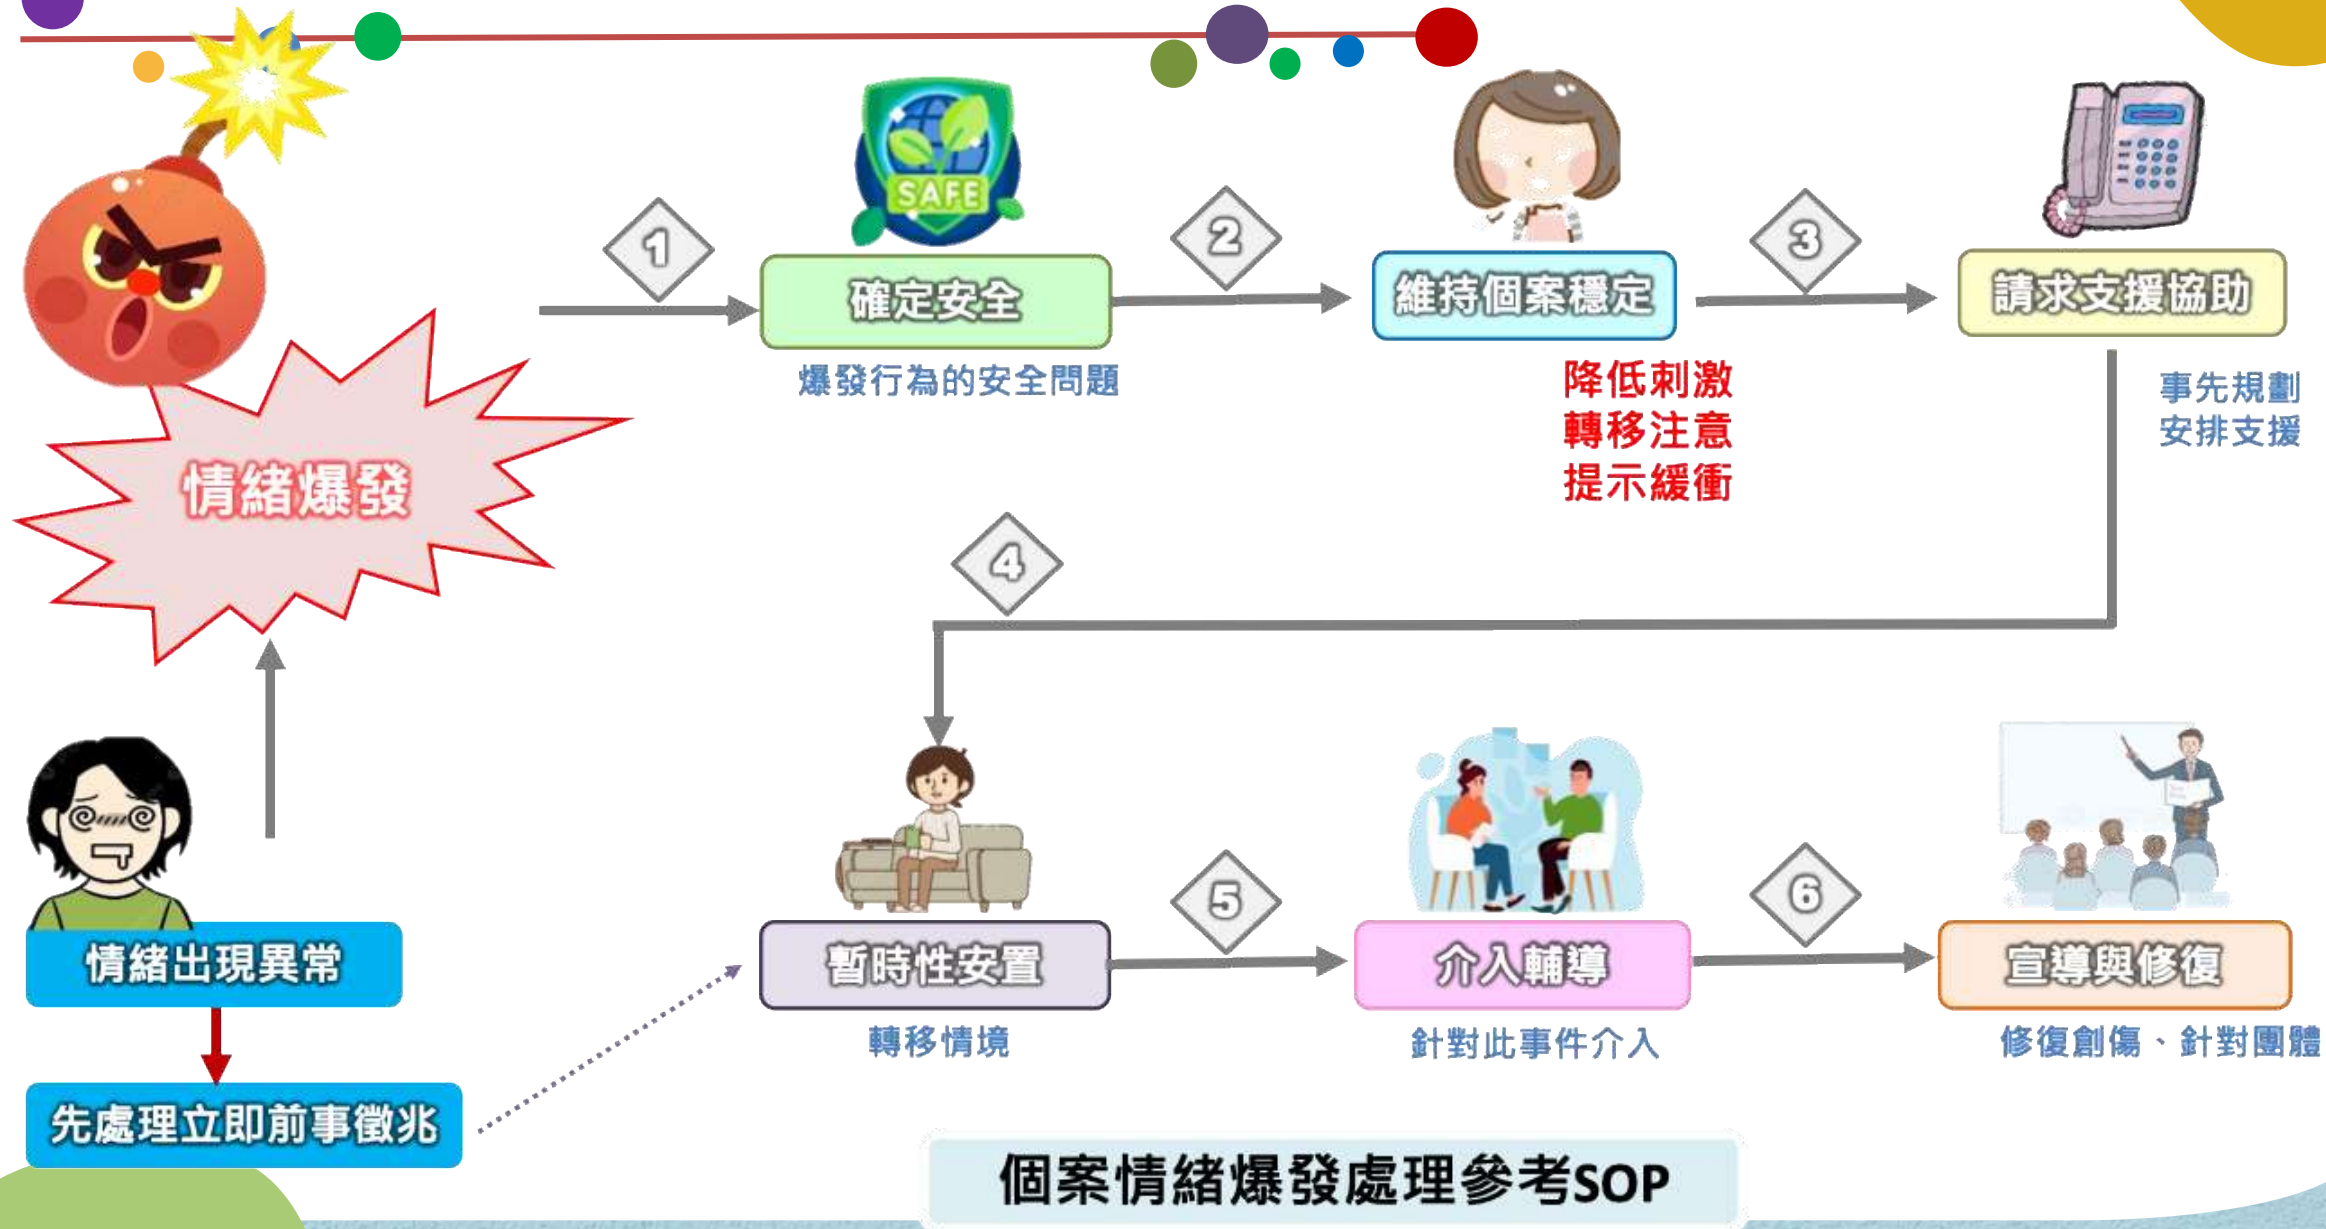 1
SAFE
確定安全
爆發行為的安全問題
2
維持個案穩定
降低刺激
轉移注意
提示緩衝
3
請求支援協助
事先規劃
安排支援
情緒爆發
4
情緒出現異常
先處理立即前事徵兆
暫時性安置
轉移情境
5
介入輔導
針對此事件介入
6
宣導與修復
修復創傷、針對團體
個案情緒爆發處理參考SOP